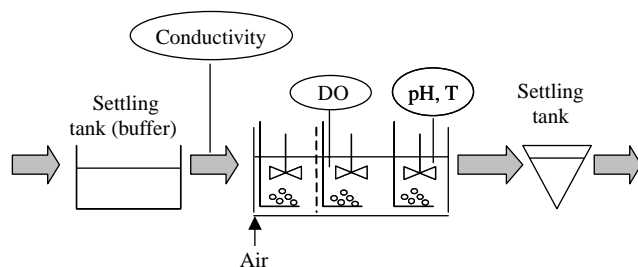 Conductivity
Settling
tank (buffer)
DO
pH, T
Settling
tank
Air